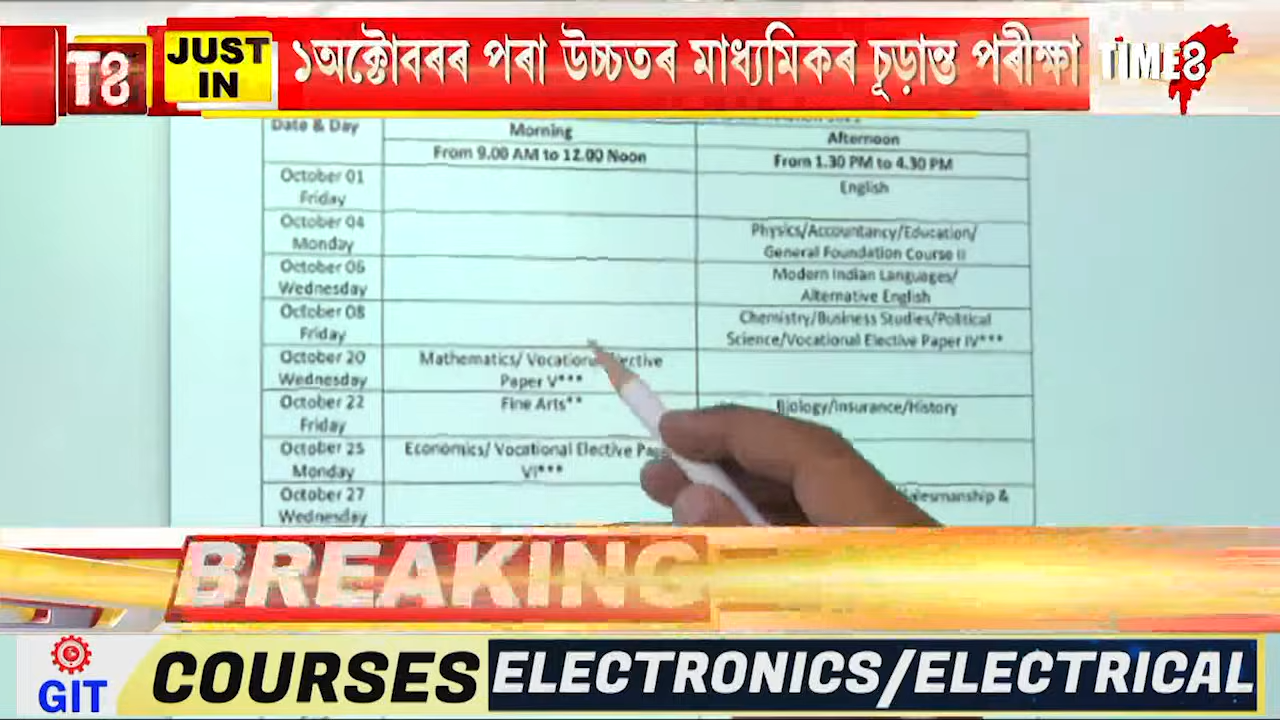 T8
JUST IN
১অক্টোবৰৰ পৰা উচ্চতৰ মাধ্যমিকৰ চূড়ান্ত পৰীক্ষা
TIME8
Date & Day
Morning
Afternoon
From 9.00 AM to 12.00 Noon
From 1.30 PM to 4.30 PM
October 01
Friday
English
October 04
Monday
Physics/Accountancy/Education/
General Foundation Course II
October 06
Wednesday
Modern Indian Languages/
Alternative English
October 08
Friday
Chemistry/Business Studies/Political
Science/Vocational Elective Paper IV***
October 20
Wednesday
Mathematics/ Vocational Elective
Paper V***
October 22
Friday
Fine Arts**
Biology/Insurance/History
October 25
Monday
Economics/ Vocational Elective
VI***
October 27
Wednesday
&
BREAKING
GIT
COURSES
ELECTRONICS/ELECTRICAL